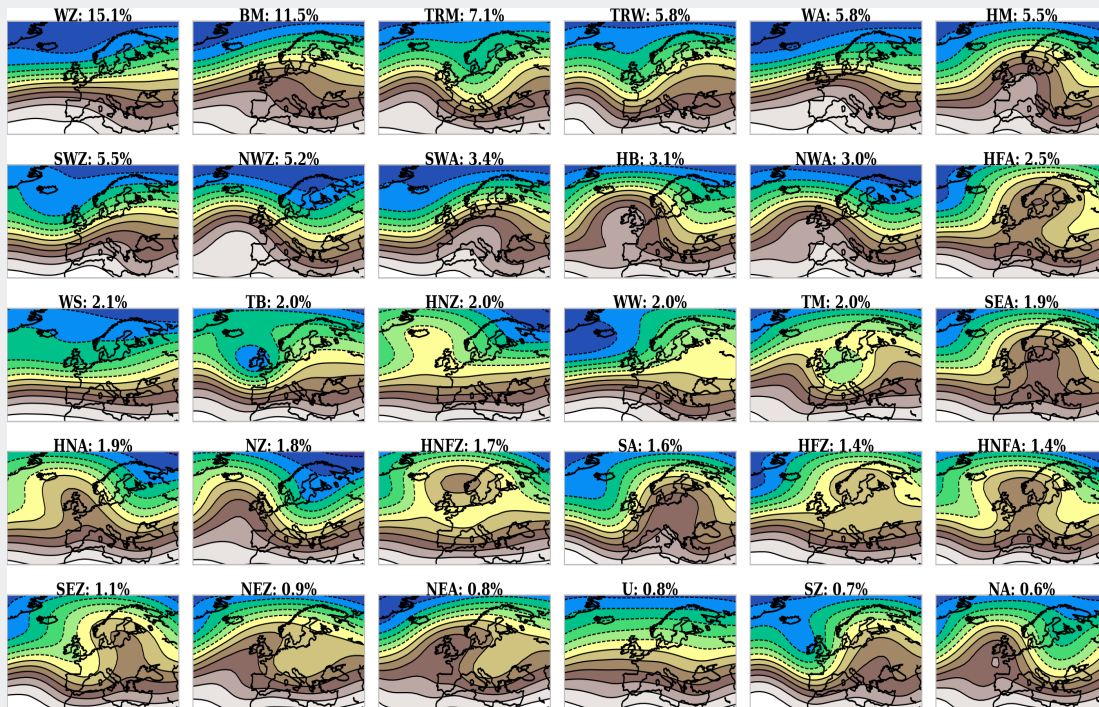 WZ: 15.1% BM: 11.5% TRM: 7.1% TRW: 5.8% WA: 5.8% HM: 5.5%
SWZ: 5.5% NWZ: 5.2% SWA: 3.4% HB: 3.1% NWA: 3.0% HFA: 2.5%
WS: 2.1% TB: 2.0% HNZ: 2.0% WW: 2.0% TM: 2.0% SEA: 1.9%
HNA: 1.9% NZ: 1.8% HNFZ: 1.7% SA: 1.6% HFZ: 1.4% HNFA: 1.4%
SEZ: 1.1% NEZ: 0.9% NEA: 0.8% U: 0.8% SZ: 0.7% NA: 0.6%